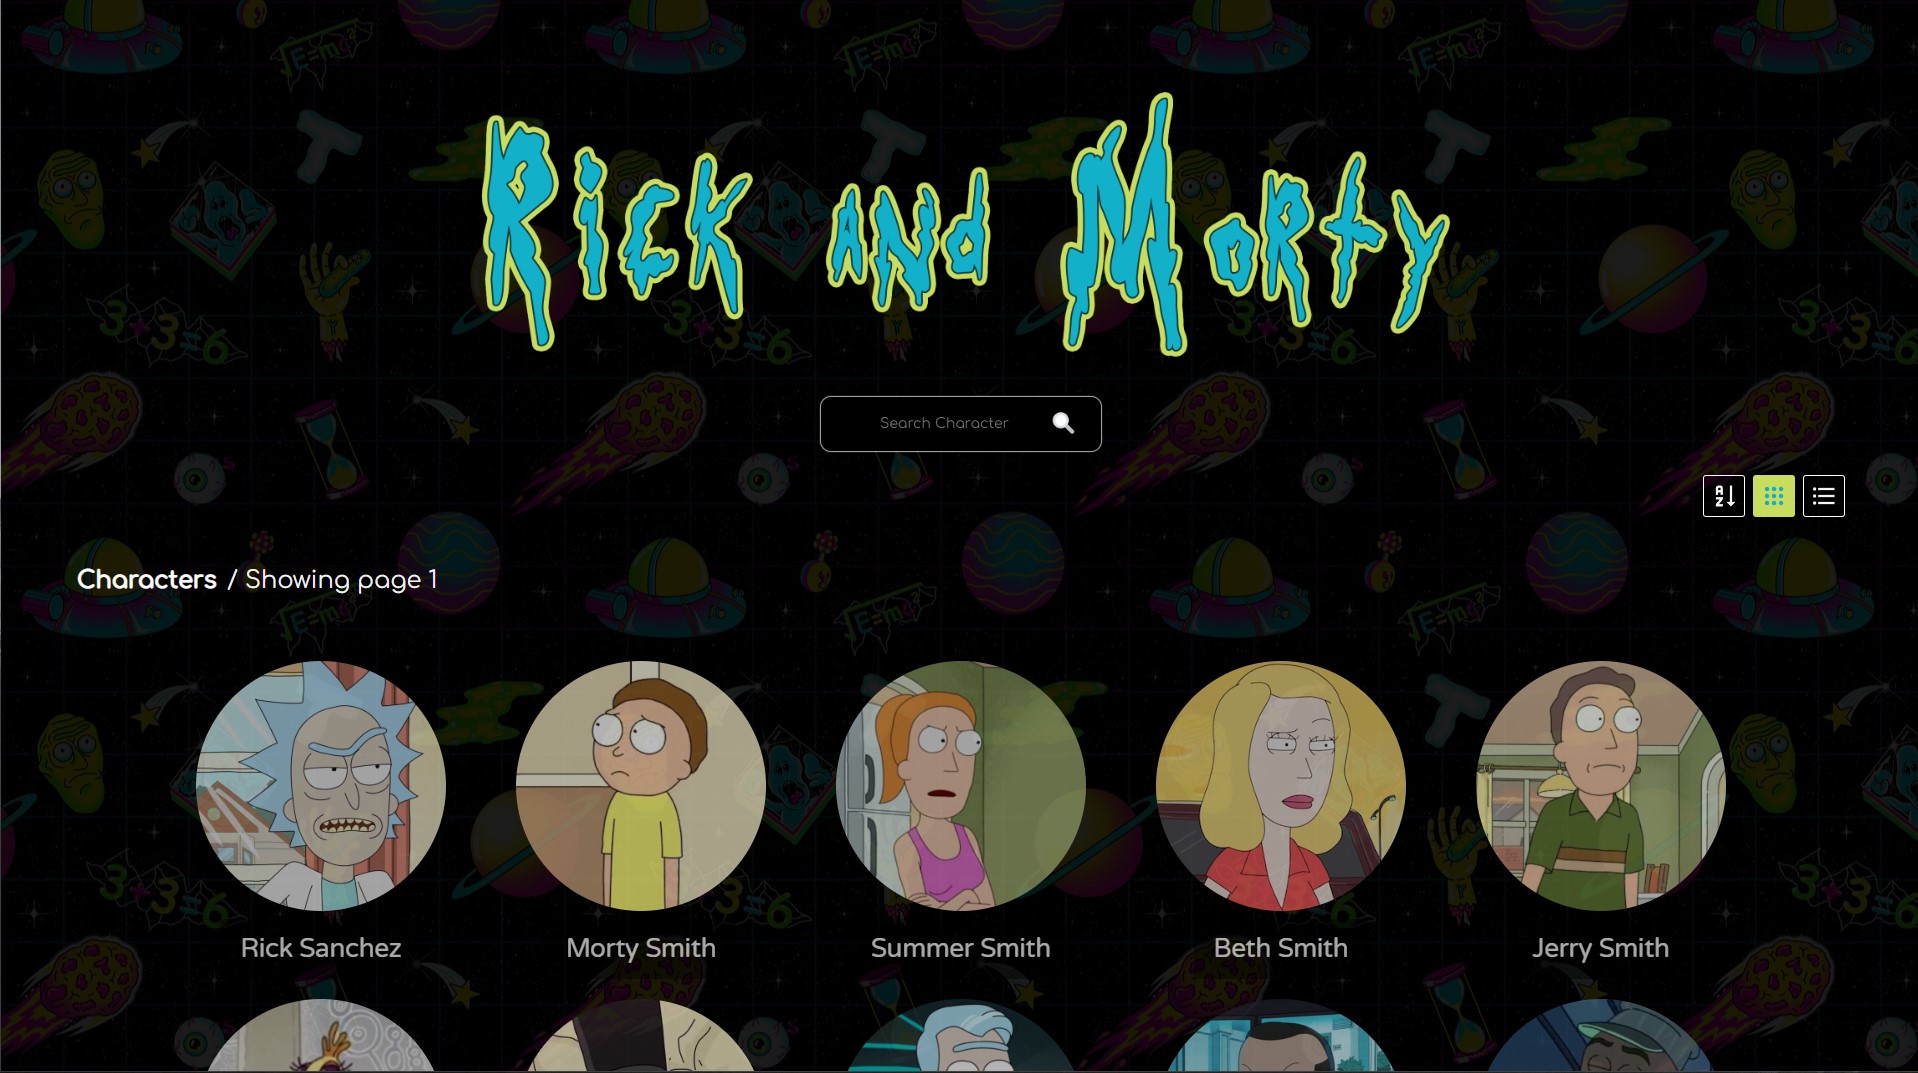 Rick and Morty
Search Character
A
Z
Characters / Showing page 1
Rick Sanchez
Morty Smith
Summer Smith
Beth Smith
Jerry Smith